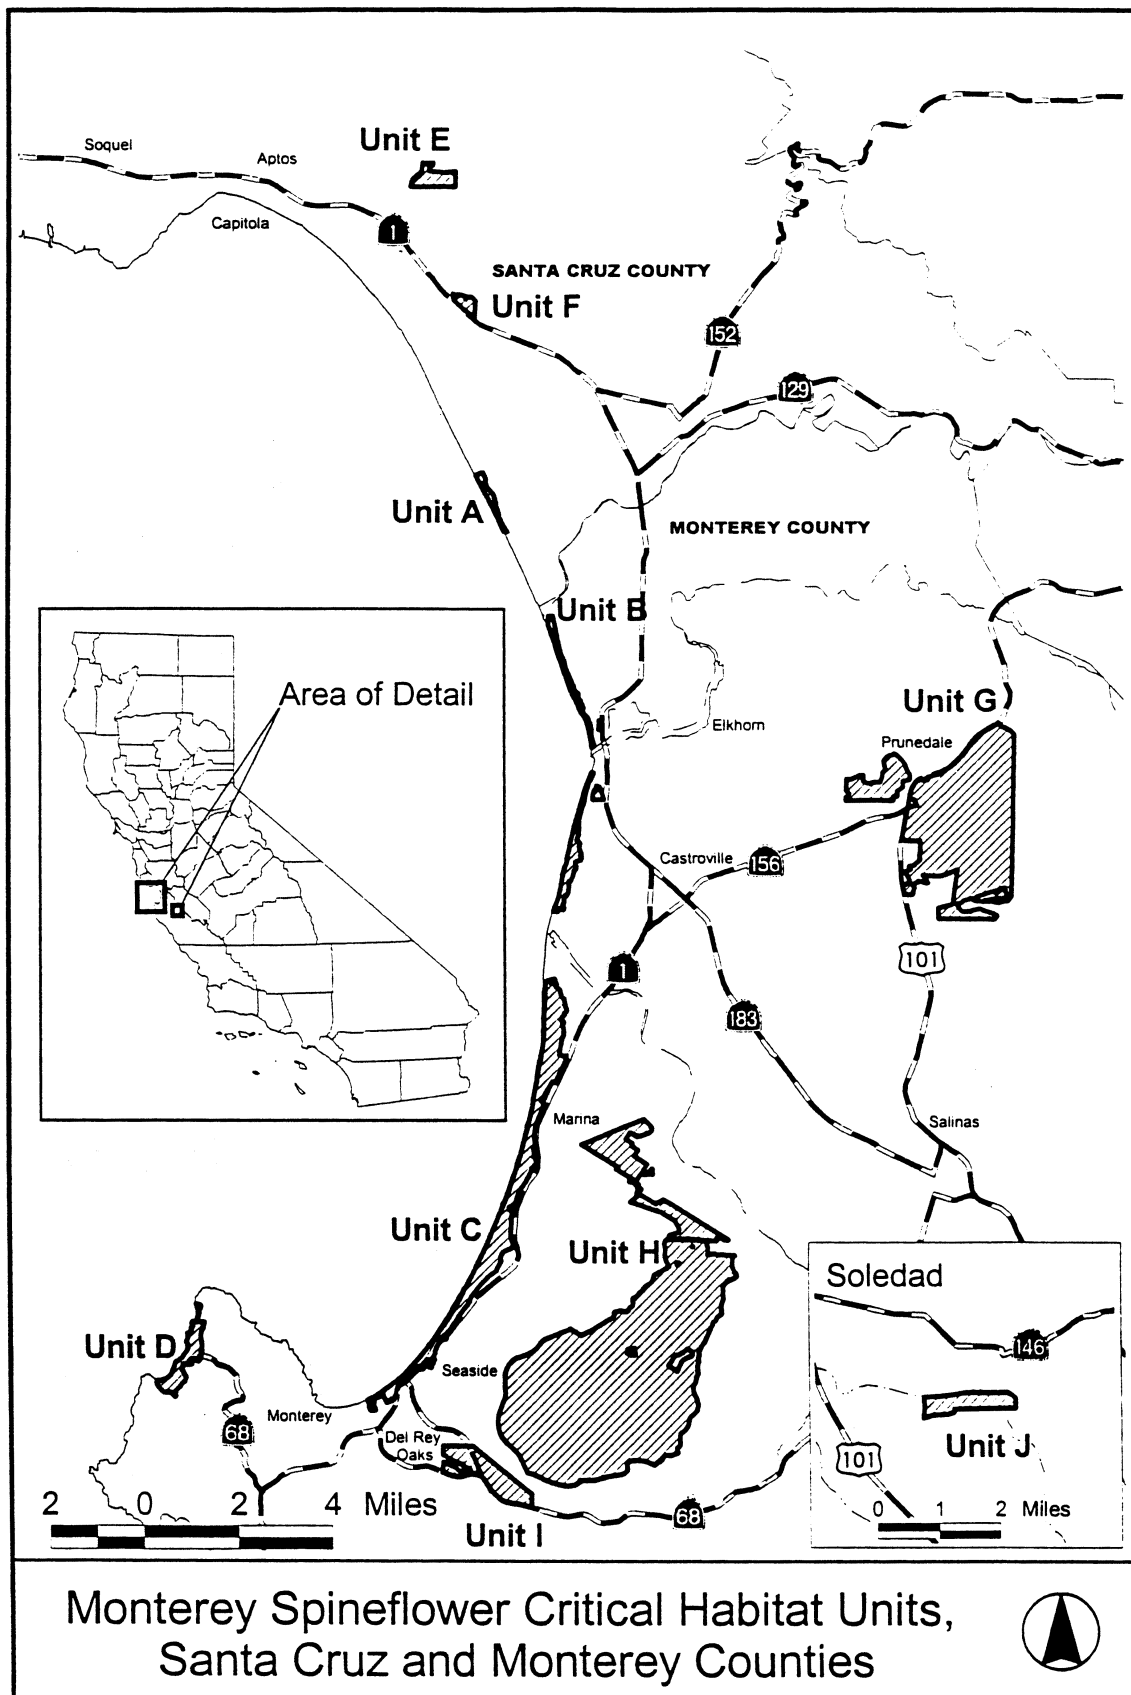 Unit E
Soquel
Aptos
Capitola
1
SANTA CRUZ COUNTY
Unit F
152
129
Unit A
MONTEREY COUNTY
Unit B
Area of Detail
Unit G
Elkhorn
Prunedale
Castroville
156
101
1
183
Marina
Salinas
Unit C
Unit H
Soledad
Unit D
146
Seaside
Monterey
68
Del Rey
Oaks
Unit J
101
2 0 2 4 Miles
68
0 1 2 Miles
Unit I
Monterey Spineflower Critical Habitat Units,
Santa Cruz and Monterey Counties